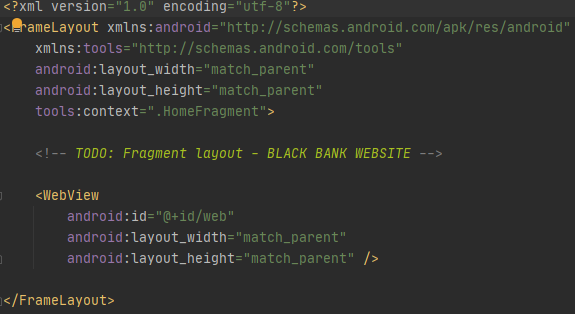 <?xml version="1.0" encoding="utf-8"?>
<FrameLayout xmlns:android="http://schemas.android.com/apk/res/android"
    xmlns:tools="http://schemas.android.com/tools"
    android:layout_width="match_parent"
    android:layout_height="match_parent"
    tools:context=".HomeFragment">

    <!-- TODO: Fragment layout - BLACK BANK WEBSITE -->

    <WebView
        android:id="@+id/web"
        android:layout_width="match_parent"
        android:layout_height="match_parent" />

</FrameLayout>